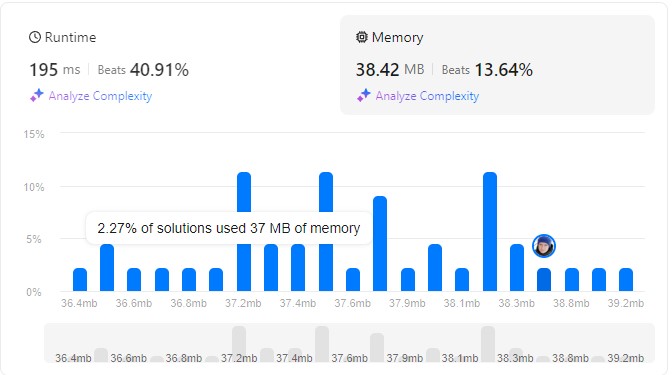 Runtime
Memory
195 ms | Beats 40.91%
38.42 MB | Beats 13.64%
Analyze Complexity
Analyze Complexity
15%
10%
2.27% of solutions used 37 MB of memory
5%
0%
36.4mb 36.6mb 36.8mb 37.2mb 37.4mb 37.6mb 37.9mb 38.1mb 38.3mb 38.8mb 39.2mb
36.4mb 36.6mb 36.8mb 37.2mb 37.4mb 37.6mb 37.9mb 38.1mb 38.3mb 38.8mb 39.2mb